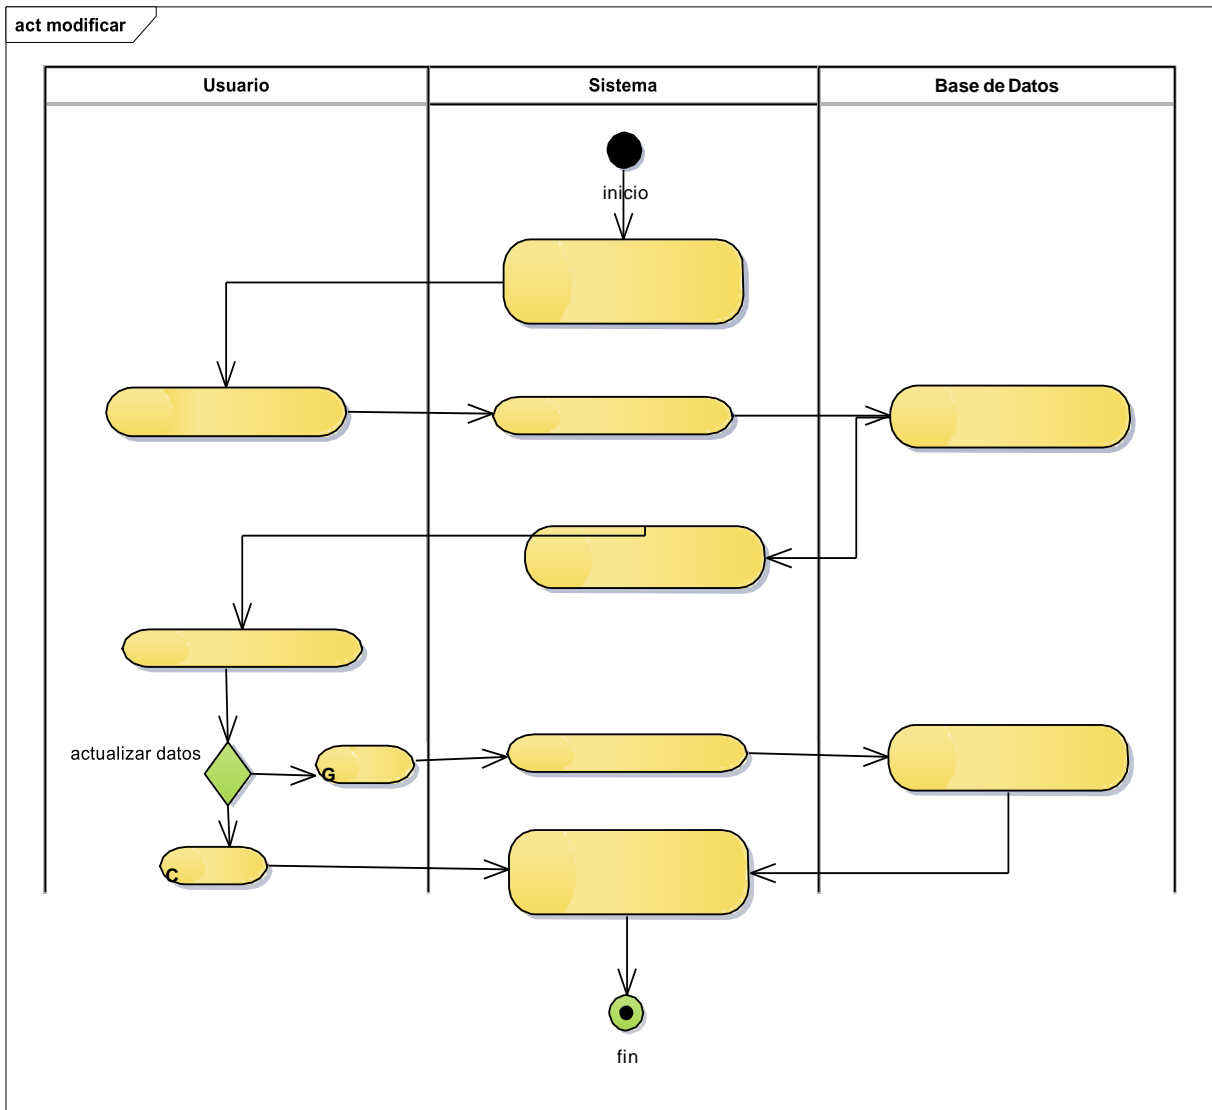 act modificar
Usuario
Sistema
Base de Datos
inicio
actualizar datos
G
C
fin